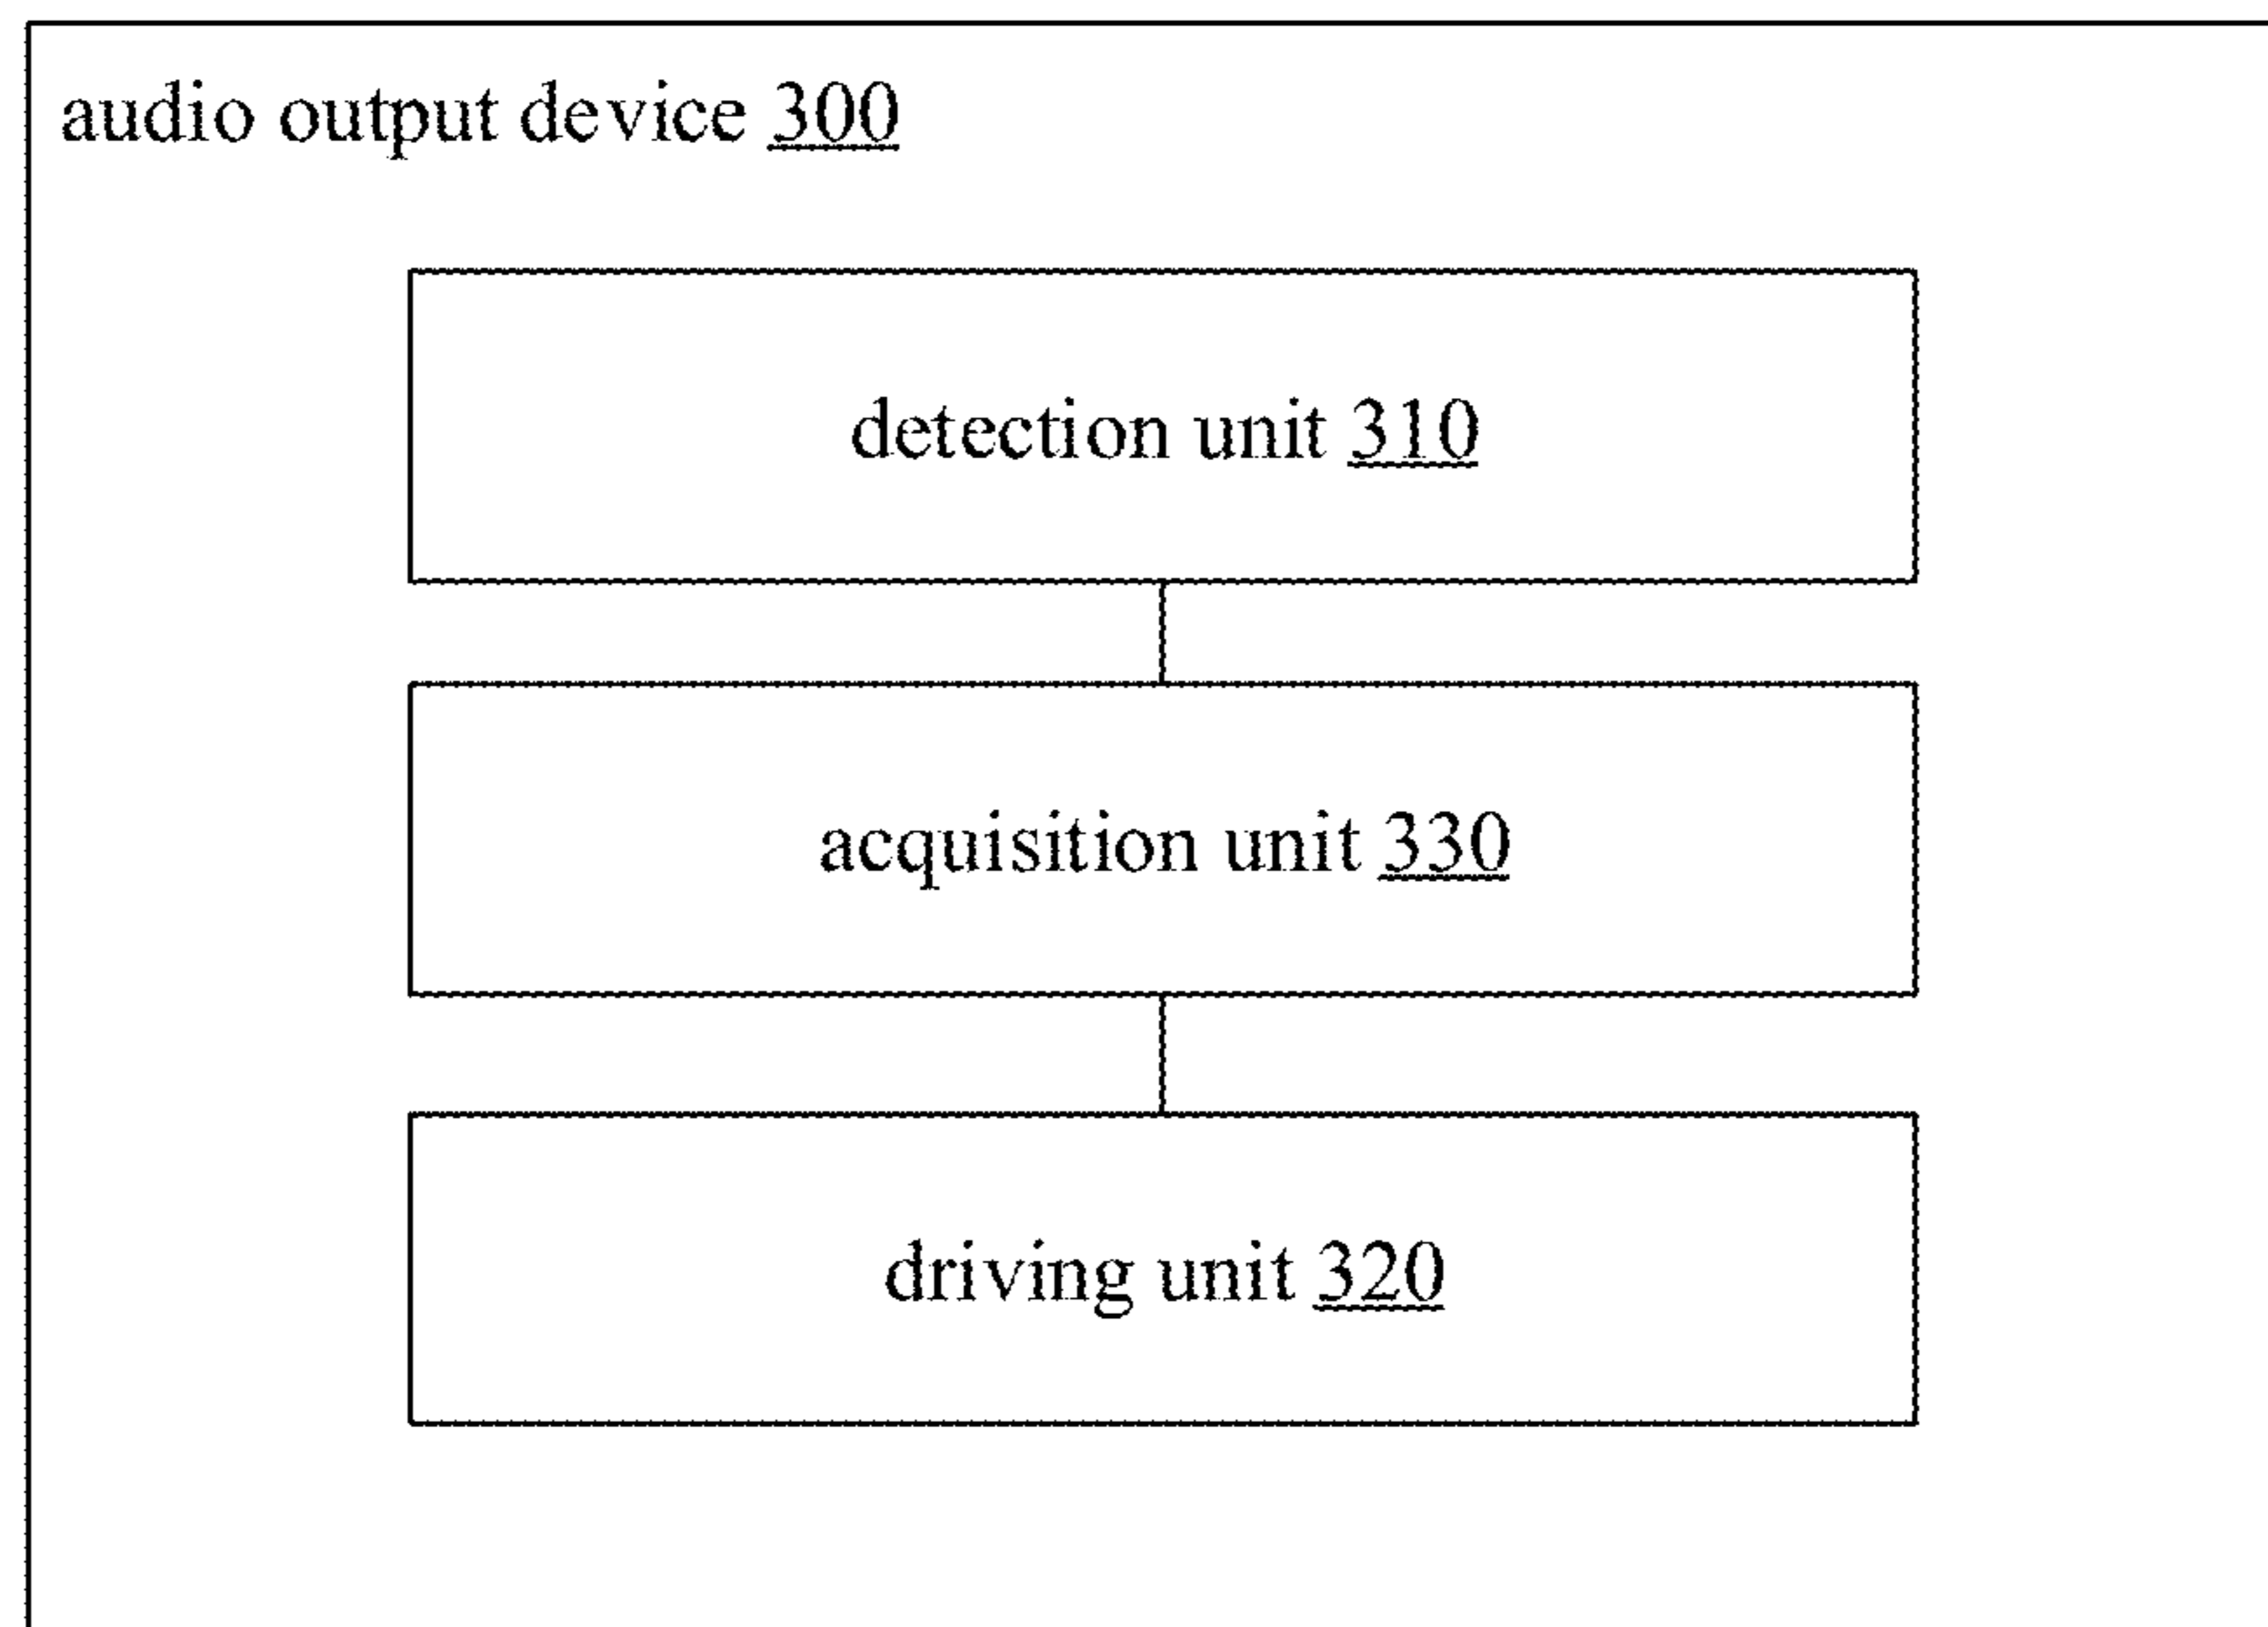 audio output device 300
detection unit 310
acquisition unit 330
driving unit 320